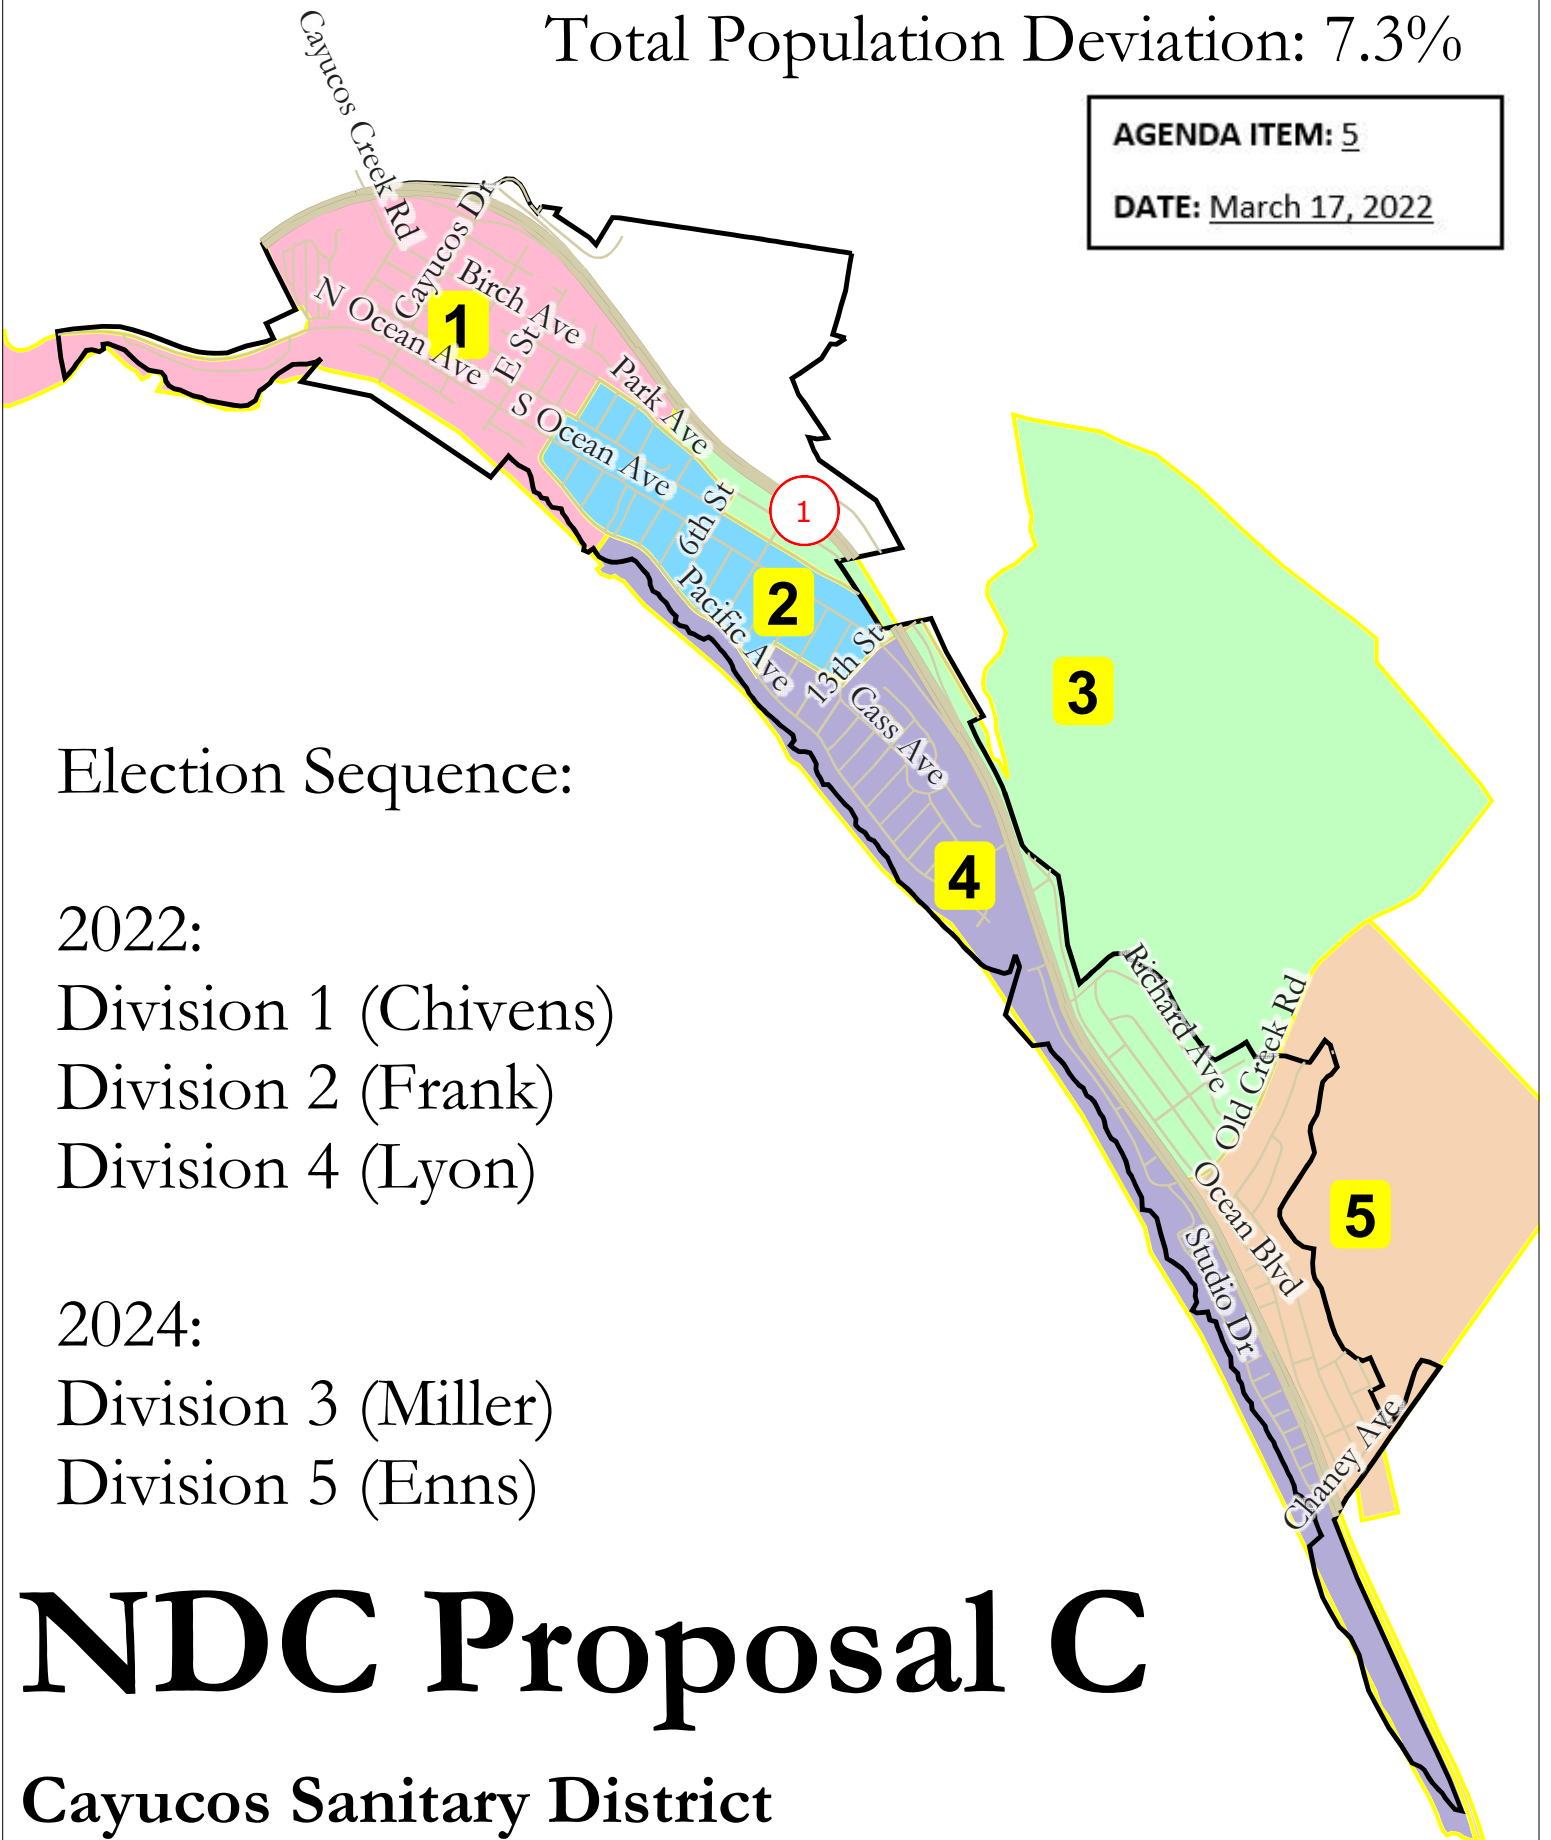 Total Population Deviation: 7.3%
AGENDA ITEM: 5
DATE: March 17, 2022
Cayucos Creek Rd
Cayucos Dr
Birch Ave
N Ocean Ave
1
E St
Park Ave
S Ocean Ave
6th St
1
2
Pacific Ave
13th St
Cass Ave
3
4
Richard Ave
Old Creek Rd
Ocean Blvd
5
Studio Dr
Chaney Ave
Election Sequence:
2022:
Division 1 (Chivens)
Division 2 (Frank)
Division 4 (Lyon)
2024:
Division 3 (Miller)
Division 5 (Enns)
NDC Proposal C
Cayucos Sanitary District